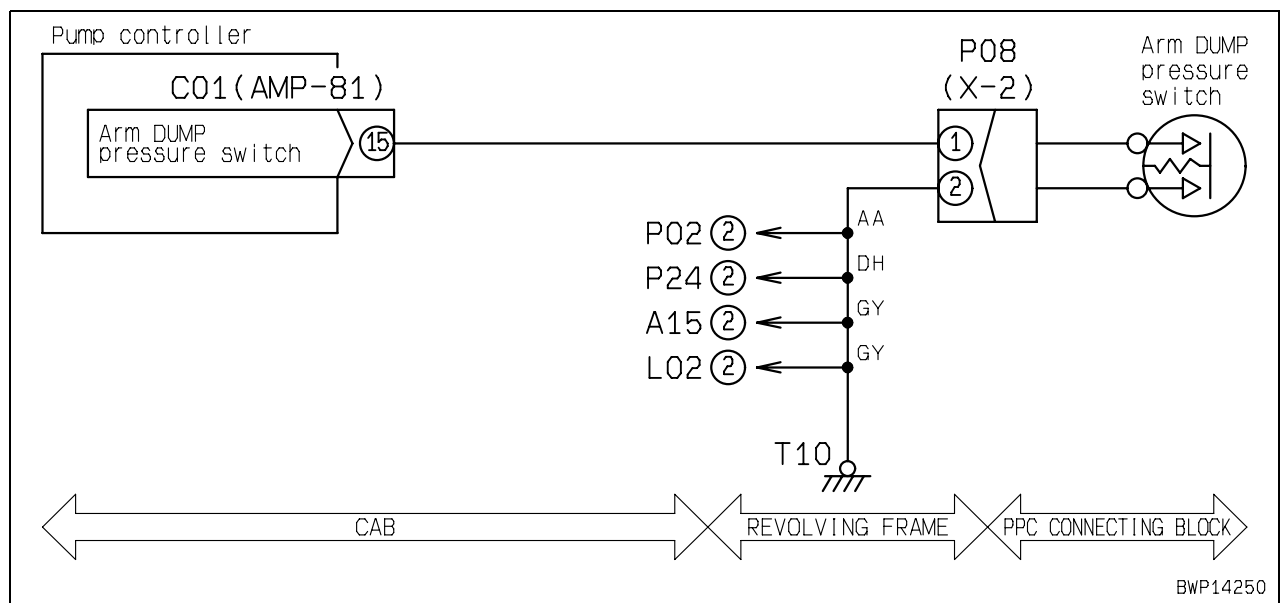 Pump controller
C01(AMP-81)
Arm DUMP
pressure switch
15
P08
(X-2)
1
2
Arm DUMP
pressure
switch
AA
P02 2
DH
P24 2
GY
A15 2
GY
L02 2
T10
CAB
REVOLVING FRAME
PPC CONNECTING BLOCK
BWP14250